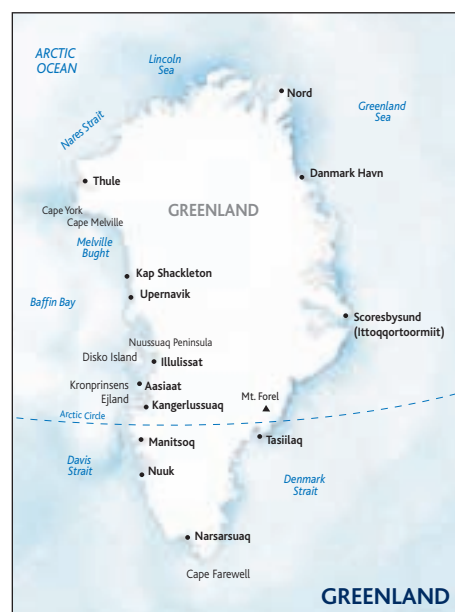 ARCTIC
OCEAN
Lincoln
Sea
Nord
Greenland
Sea
Nares Strait
Thule
Danmark Havn
GREENLAND
Cape York
Cape Melville
Melville
Bught
Kap Shackleton
Upernavik
Baffin Bay
Scoresbysund
(Ittoqqortoormiit)
Nuussuaq Peninsula
Disko Island
Illulissat
Kronprinsens
Ejland
Aasiaat
Kangerlussuaq
Mt. Forel
Arctic Circle
Manitsoq
Tasiilaq
Davis
Strait
Nuuk
Denmark
Strait
Narsarsuaq
Cape Farewell
GREENLAND